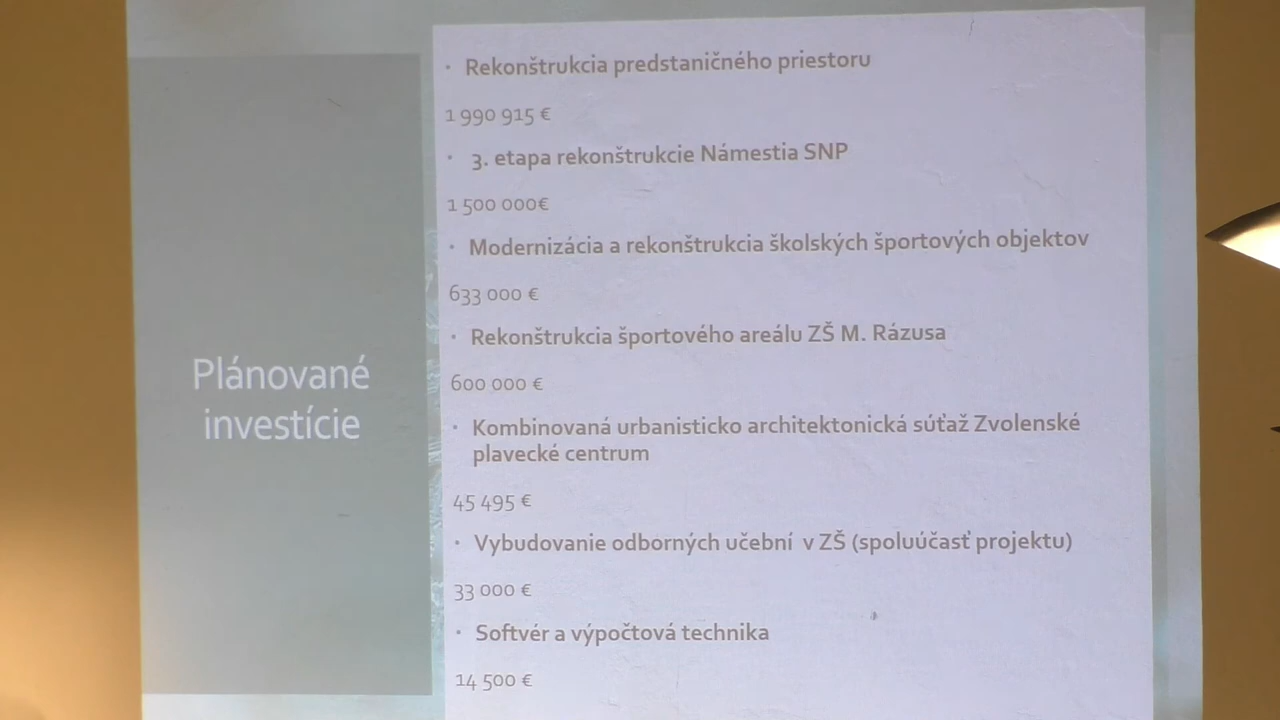 Plánované
investície
• Rekonštrukcia predstaničného priestoru
1 990 915 €
• 3. etapa rekonštrukcie Námestia SNP
1 500 000€
• Modernizácia a rekonštrukcia školských športových objektov
633 000 €
• Rekonštrukcia športového areálu ZŠ M. Rázusa
600 000 €
• Kombinovaná urbanisticko architektonická súťaž Zvolenské
plavecké centrum
45 495 €
• Vybudovanie odborných učební v ZŠ (spoluúčasť projektu)
33 000 €
• Softvér a výpočtová technika
14 500 €